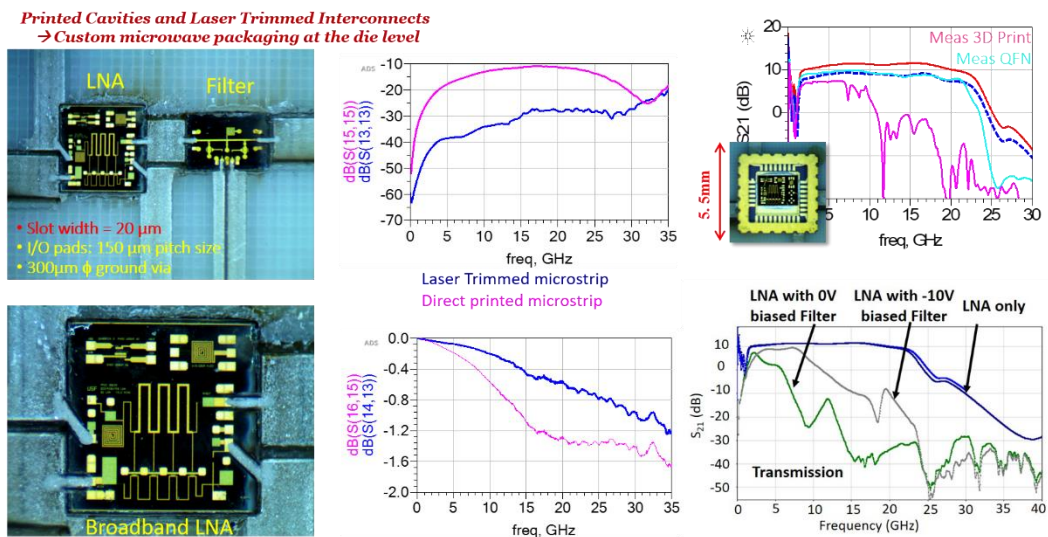 Printed Cavities and Laser Trimmed Interconnects
→ Custom microwave packaging at the die level
LNA
Filter
• Slot width = 20 µm
• I/O pads: 150 µm pitch size
• 300µm ϕ ground via
Broadband LNA
ADS
dB(S(15,15))
dB(S(13,13))
-10
-20
-30
-40
-50
-60
-70
0 5 10 15 20 25 30 35
freq, GHz
Laser Trimmed microstrip
Direct printed microstrip
ADS
dB(S(16,15))
dB(S(14,13))
0.0
-0.4
-0.8
-1.2
-1.6
-2.0
0 5 10 15 20 25 30 35
freq, GHz
Meas 3D Print
Meas QFN
S21 (dB)
20
10
0
10 15 20 25 30
freq, GHz
5. 5mm
LNA with 0V
biased Filter
LNA with -10V
biased Filter
LNA only
S21 (dB)
10
0
-10
-20
-30
-40
-50
Transmission
0 5 10 15 20 25 30 35 40
Frequency (GHz)